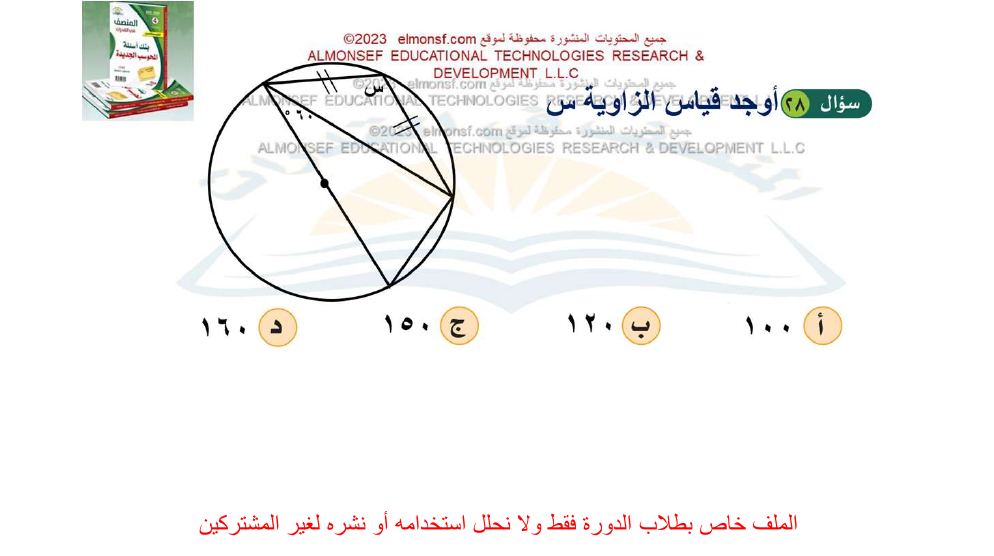 المنصف
بنك أسئلة
المحوسب الجديدة
جميع المحتويات المنشورة محفوظة لموقع elmonsf.com ©2023
ALMONSEF EDUCATIONAL TECHNOLOGIES RESEARCH &
DEVELOPMENT L.L.C
جميع المحتويات المنشورة محفوظة لموقع elmonsf.com ©2023
ALMONSEF EDUCATIONAL TECHNOLOGIES RESEARCH & DEVELOPMENT L.L.C
سؤال ٢٨ أوجد قياس الزاوية س
س
٦٠°
جميع المحتويات المنشورة محفوظة لموقع elmonsf.com ©2023
ALMONSEF EDUCATIONAL TECHNOLOGIES RESEARCH & DEVELOPMENT L.L.C
أ ١٠٠ ب ١٢٠ ج ١٥٠ د ١٦٠
الملف خاص بطلاب الدورة فقط ولا نحلل استخدامه أو نشره لغير المشتركين